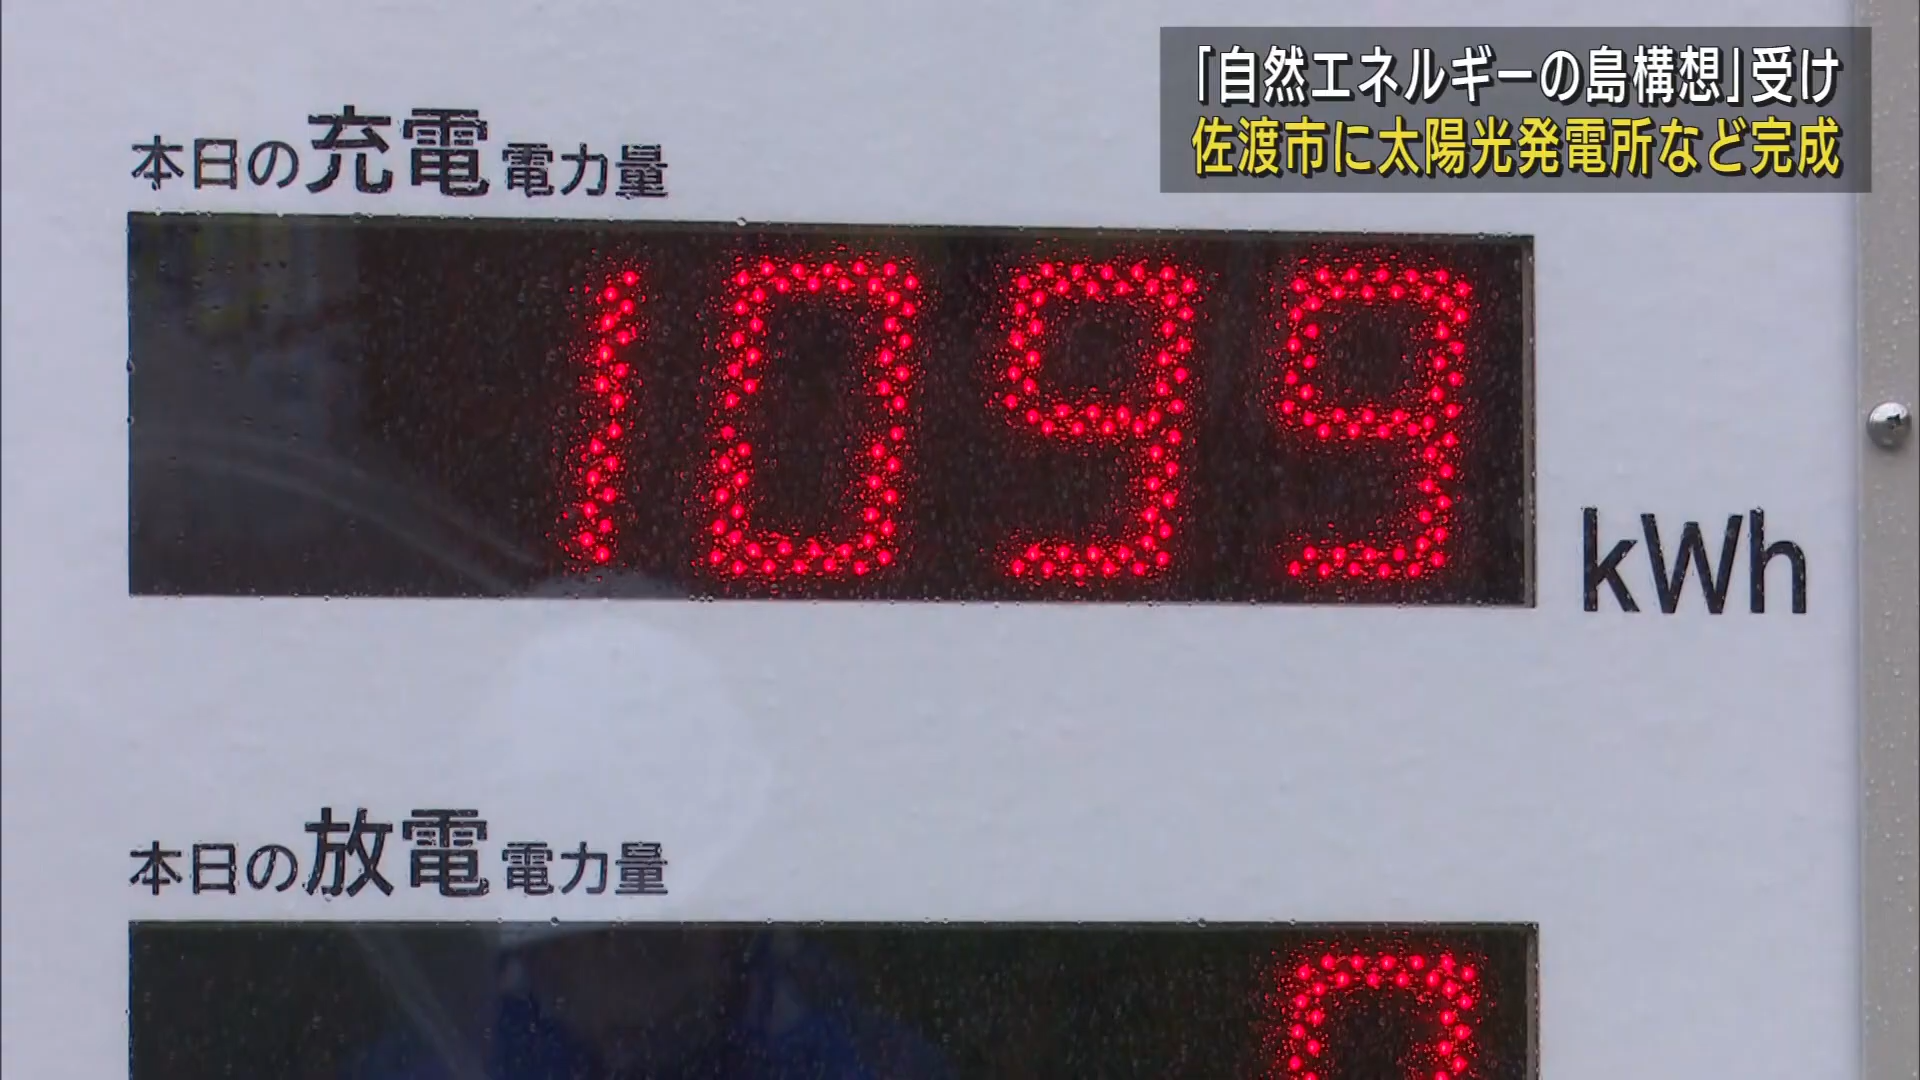 「自然エネルギーの島構想」受け
佐渡市に太陽光発電所など完成
本日の充電電力量
1099 kWh
本日の放電電力量